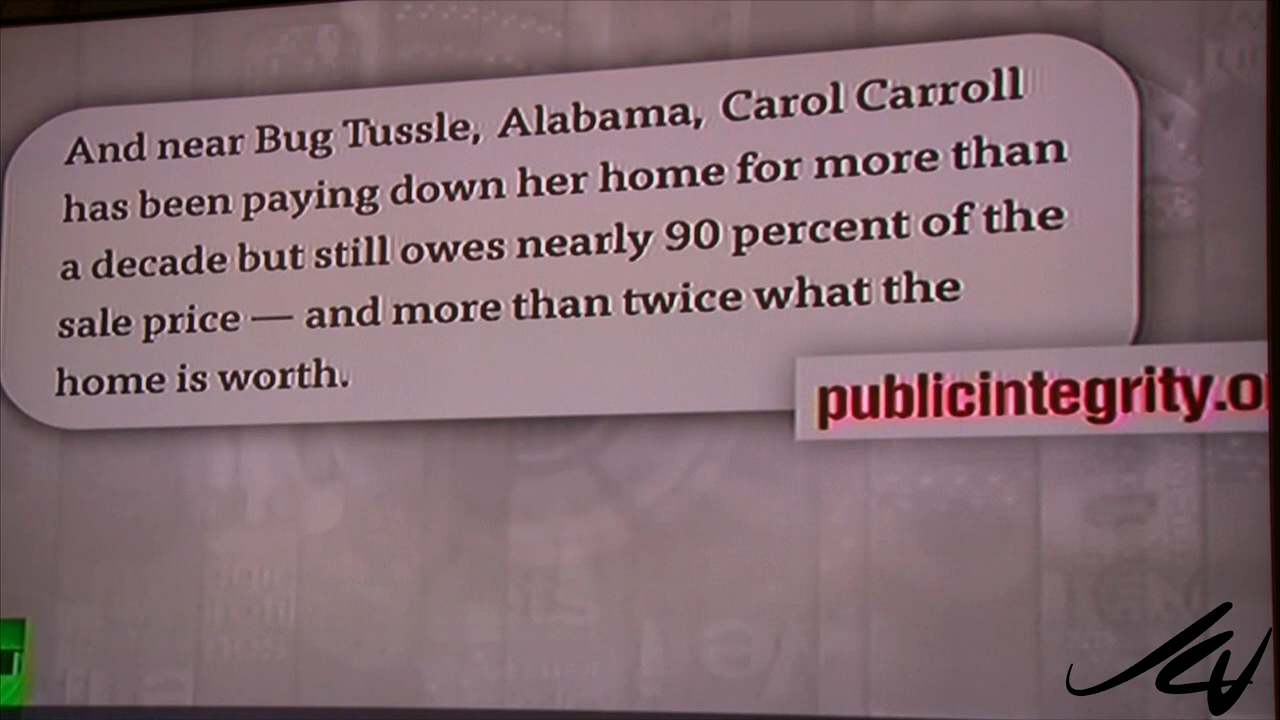 And near Bug Tussle, Alabama, Carol Carroll
has been paying down her home for more than
a decade but still owes nearly 90 percent of the
sale price — and more than twice what the
home is worth.
publicintegrity.o